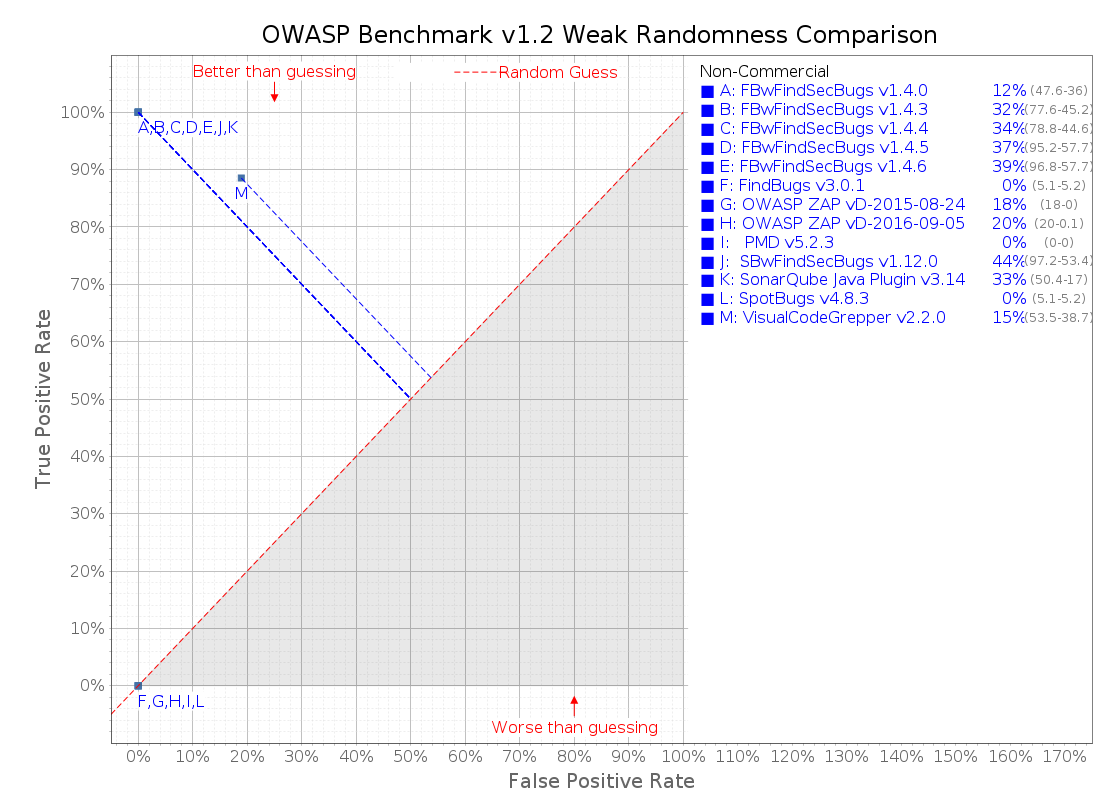 OWASP Benchmark v1.2 Weak Randomness Comparison
Better than guessing
Random Guess
Non-Commercial
A: FBwFindSecBugs v1.4.0 12% (47.6-36)
B: FBwFindSecBugs v1.4.3 32% (77.6-45.2)
C: FBwFindSecBugs v1.4.4 34% (78.8-44.6)
D: FBwFindSecBugs v1.4.5 37% (95.2-57.7)
E: FBwFindSecBugs v1.4.6 39% (96.8-57.7)
F: FindBugs v3.0.1 0% (5.1-5.2)
G: OWASP ZAP vD-2015-08-24 18% (18-0)
H: OWASP ZAP vD-2016-09-05 20% (20-0.1)
I: PMD v5.2.3 0% (0-0)
J: SBwFindSecBugs v1.12.0 44% (97.2-53.4)
K: SonarQube Java Plugin v3.14 33% (50.4-17)
L: SpotBugs v4.8.3 0% (5.1-5.2)
M: VisualCodeGrepper v2.2.0 15% (53.5-38.7)
100%
90%
80%
70%
60%
50%
40%
30%
20%
10%
0%
True Positive Rate
A,B,C,D,E,J,K
M
F,G,H,I,L
Worse than guessing
0% 10% 20% 30% 40% 50% 60% 70% 80% 90% 100% 110% 120% 130% 140% 150% 160% 170%
False Positive Rate